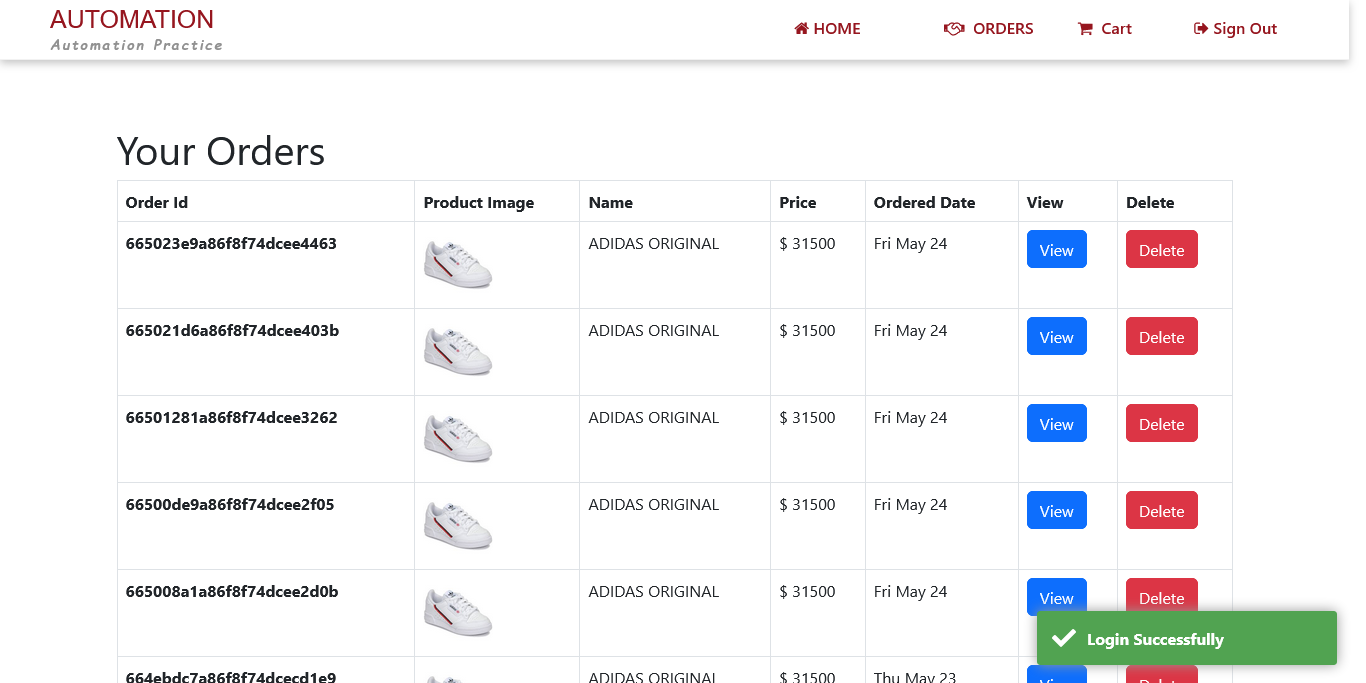 AUTOMATION
Automation Practice
HOME
ORDERS
Cart
Sign Out
Your Orders
Order Id Product Image Name Price Ordered Date View Delete
665023e9a86f8f74dcee4463 ADIDAS ORIGINAL $ 31500 Fri May 24 View Delete
665021d6a86f8f74dcee403b ADIDAS ORIGINAL $ 31500 Fri May 24 View Delete
66501281a86f8f74dcee3262 ADIDAS ORIGINAL $ 31500 Fri May 24 View Delete
66500de9a86f8f74dcee2f05 ADIDAS ORIGINAL $ 31500 Fri May 24 View Delete
665008a1a86f8f74dcee2d0b ADIDAS ORIGINAL $ 31500 Fri May 24 View Delete
Login Successfully
664ebdc7a86f8f74dcecd1e9 ADIDAS ORIGINAL $ 31500 Thu May 23 View Delete